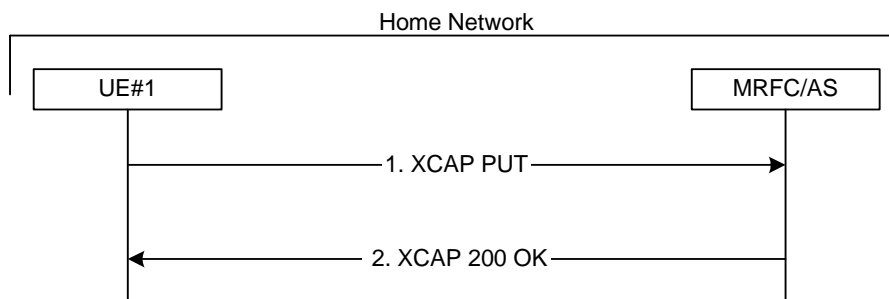 Home Network
UE#1
MRFC/AS
1. XCAP PUT
2. XCAP 200 OK